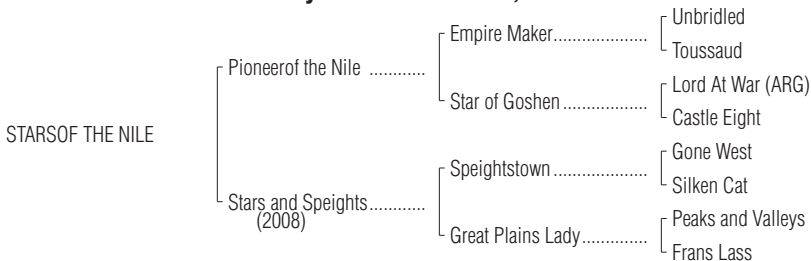 Unbridled
Empire Maker....................
Toussaud
Pioneerof the Nile ............
Lord At War (ARG)
Star of Goshen ..................
Castle Eight
STARSOF THE NILE
Gone West
Speightstown ....................
Silken Cat
Stars and Speights............
(2008)
Peaks and Valleys
Great Plains Lady..............
Frans Lass